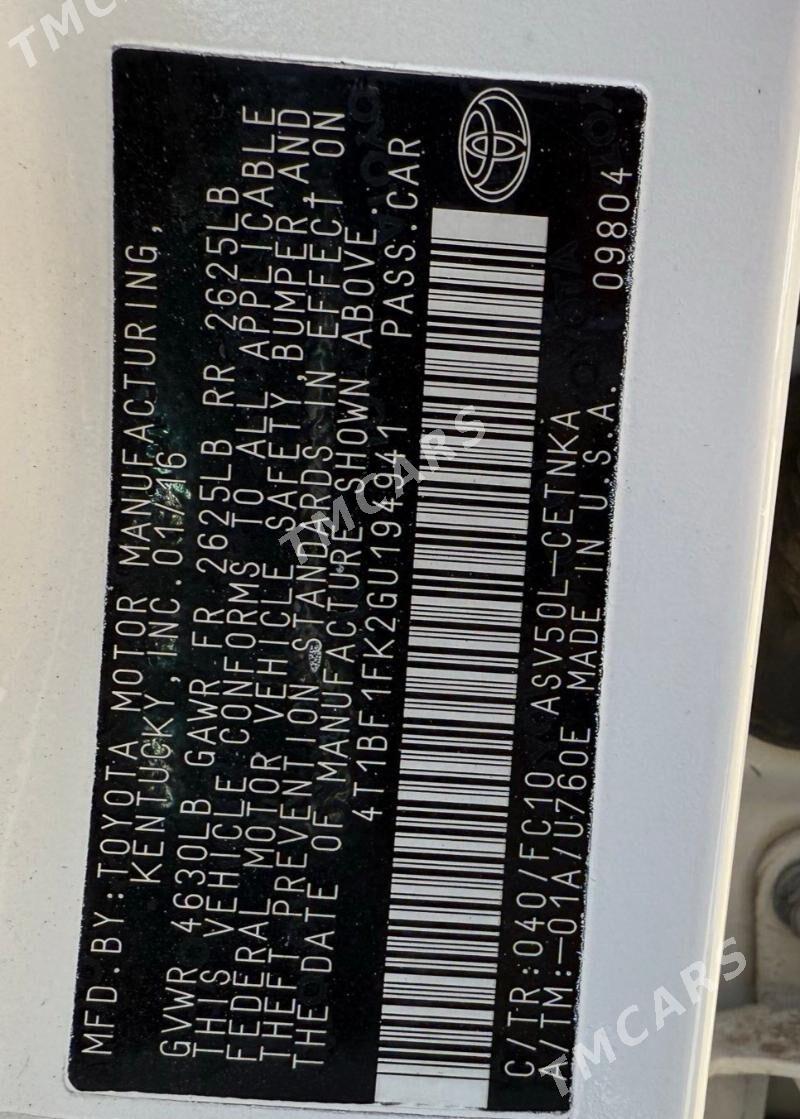 MFD.BY:TOYOTA MOTOR MANUFACTURING,
KENTUCKY, INC. 01/16
GVWR 4630LB GAWR FR 2625LB RR 2625LB
THIS VEHICLE CONFORMS TO ALL APPLICABLE
FEDERAL MOTOR VEHICLE SAFETY, BUMPER, AND
THEFT PREVENTION STANDARDS IN EFFECT ON
THE DATE OF MANUFACTURE SHOWN ABOVE.
4T1BF1FK2GU194941 PASS.CAR
C/TR:040/FC10 ASV50L-CETNKA
A/TM:-01A/U760E MADE IN U.S.A. 09804
TMCARS
TMCARS
TMCARS